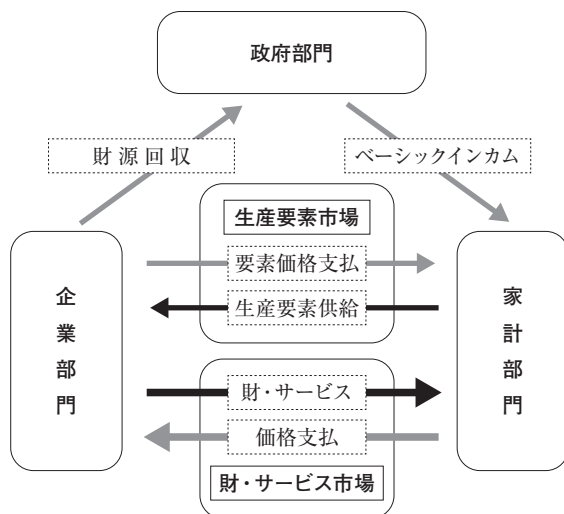 政府部門
財源回収
ベーシックインカム
生産要素市場
要素価格支払
生産要素供給
企業部門
家計部門
財・サービス
価格支払
財・サービス市場